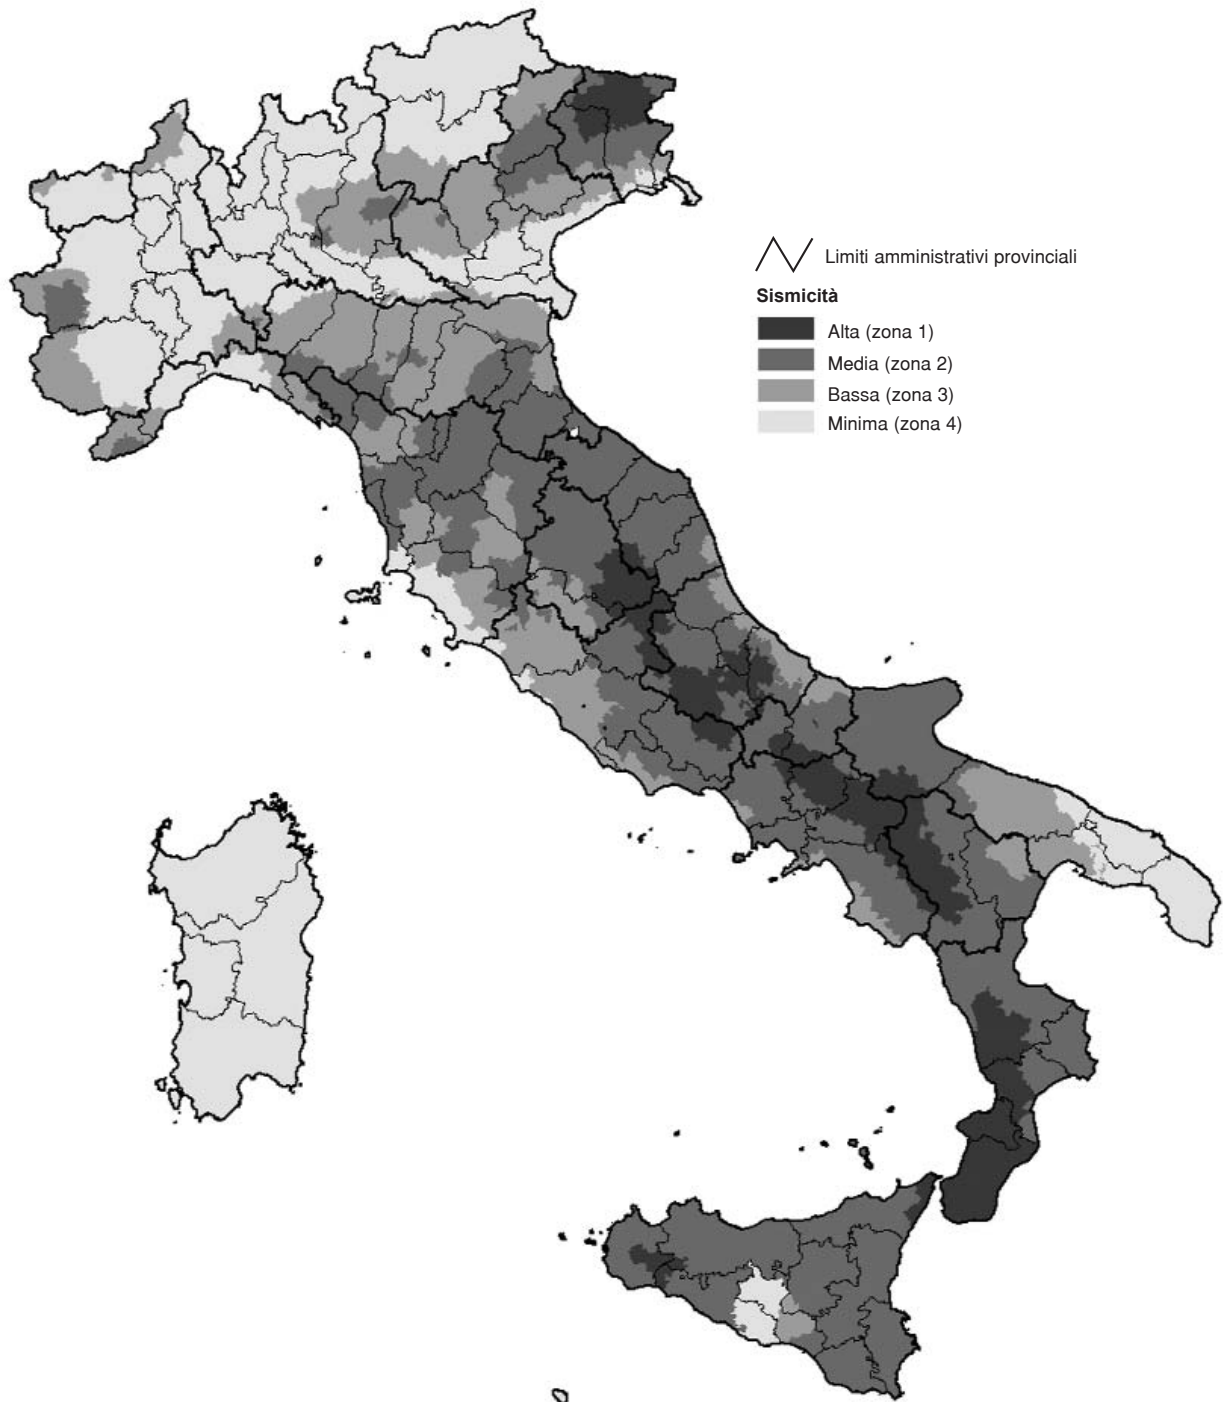 Limiti amministrativi provinciali
Sismicità
Alta (zona 1)
Media (zona 2)
Bassa (zona 3)
Minima (zona 4)